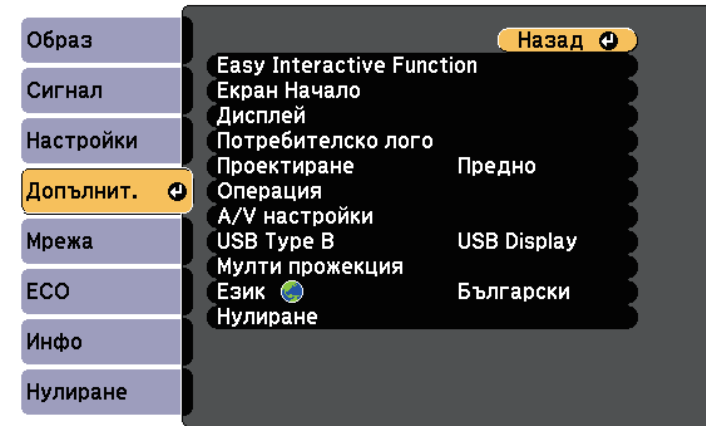 Образ
Сигнал
Настройки
Допълнит.
Мрежа
ECO
Инфо
Нулиране
Назад
Easy Interactive Function
Екран Начало
Дисплей
Потребителско лого
Проектиране Предно
Операция
A/V настройки
USB Type B USB Display
Мулти прожекция
Език Български
Нулиране